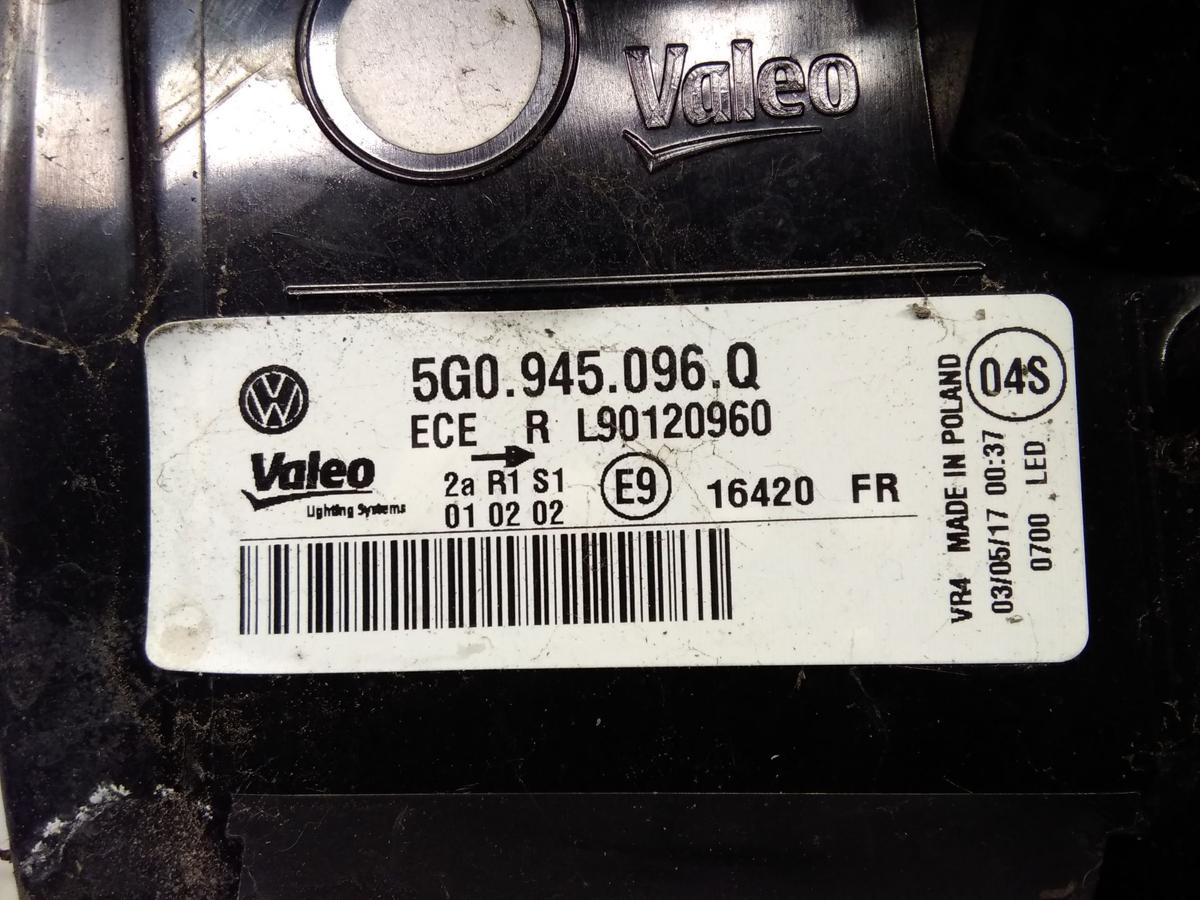 Valeo
5G0.945.096.Q
ECE R L90120960
Valeo
Lighting Systems
2a R1 S1
01 02 02
E9
16420 FR
04S
VR4 MADE IN POLAND
03/05/17 00:37
0700 LED